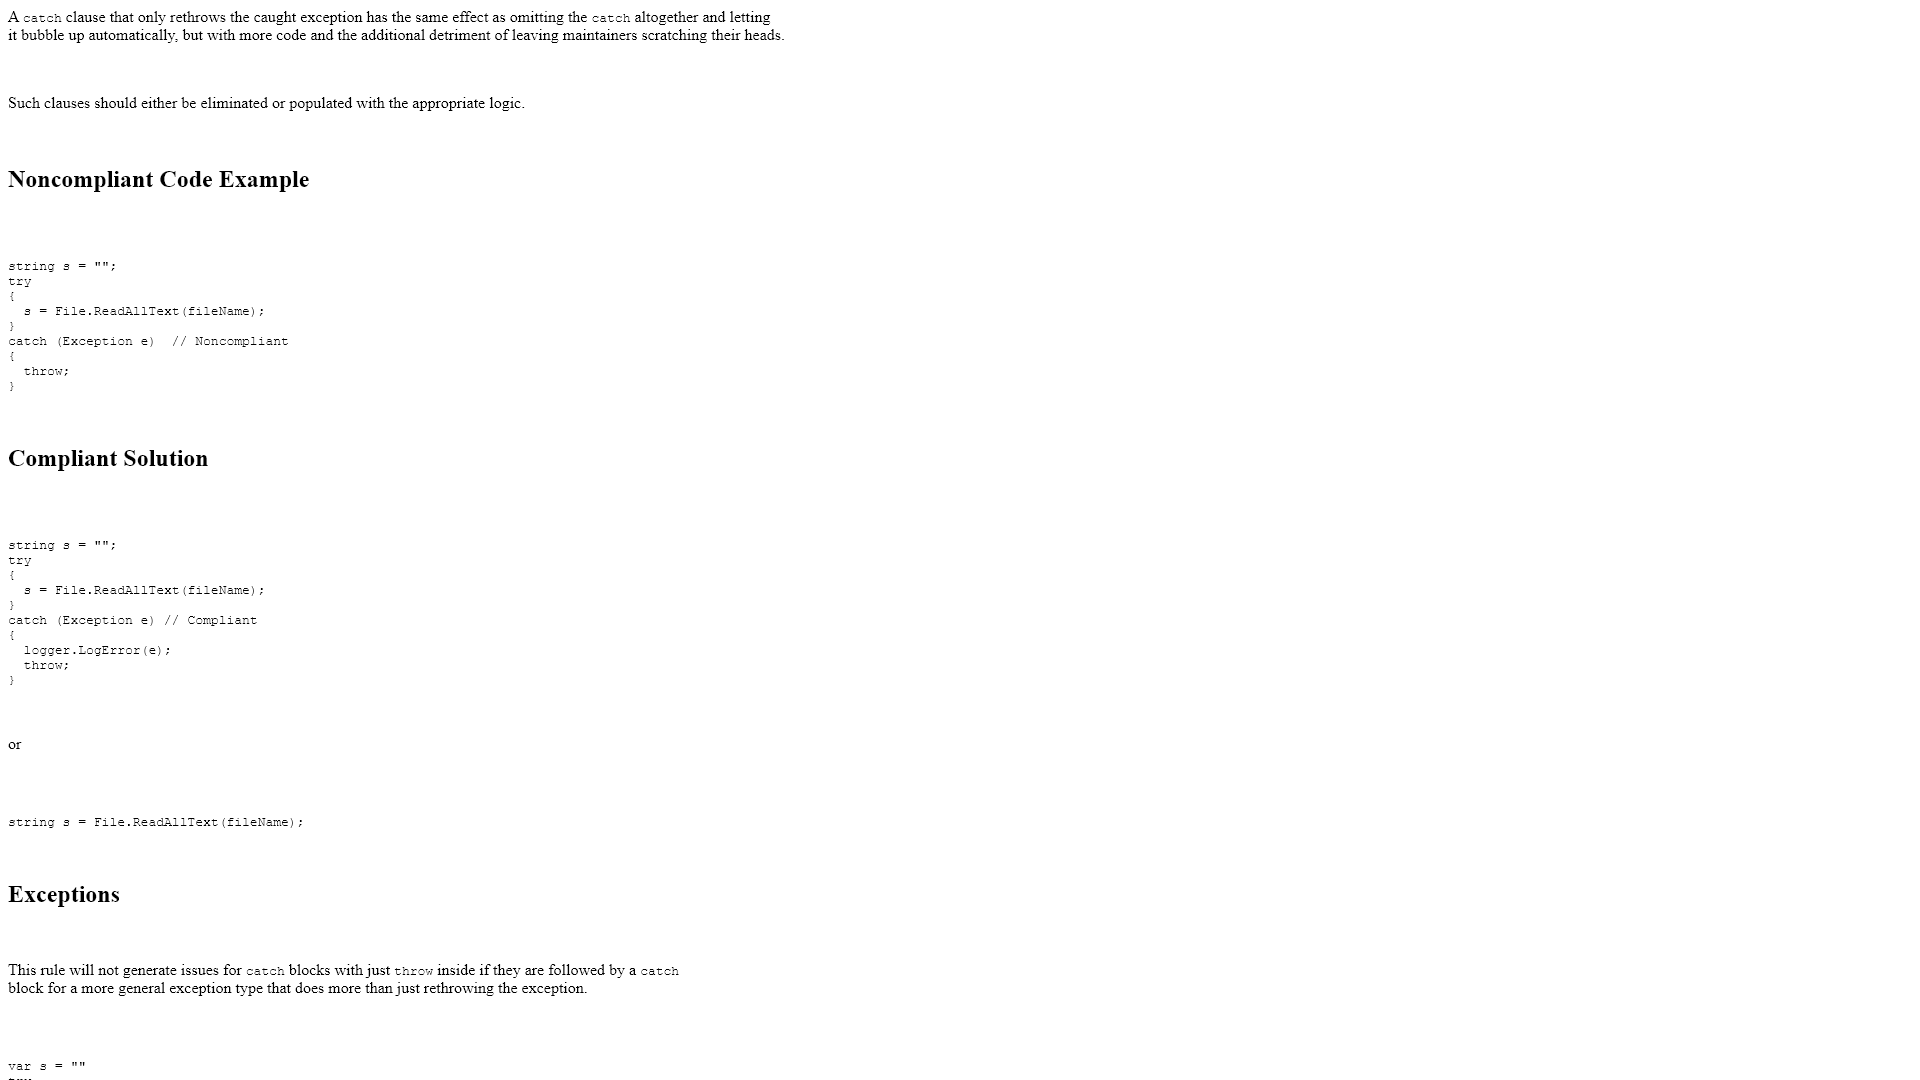 A catch clause that only rethrows the caught exception has the same effect as omitting the catch altogether and letting
it bubble up automatically, but with more code and the additional detriment of leaving maintainers scratching their heads.
Such clauses should either be eliminated or populated with the appropriate logic.
Noncompliant Code Example
string s = "";
try
{
  s = File.ReadAllText(fileName);
}
catch (Exception e)  // Noncompliant
{
  throw;
}
Compliant Solution
string s = "";
try
{
  s = File.ReadAllText(fileName);
}
catch (Exception e) // Compliant
{
  logger.LogError(e);
  throw;
}
or
string s = File.ReadAllText(fileName);
Exceptions
This rule will not generate issues for catch blocks with just throw inside if they are followed by a catch
block for a more general exception type that does more than just rethrowing the exception.
var s = ""